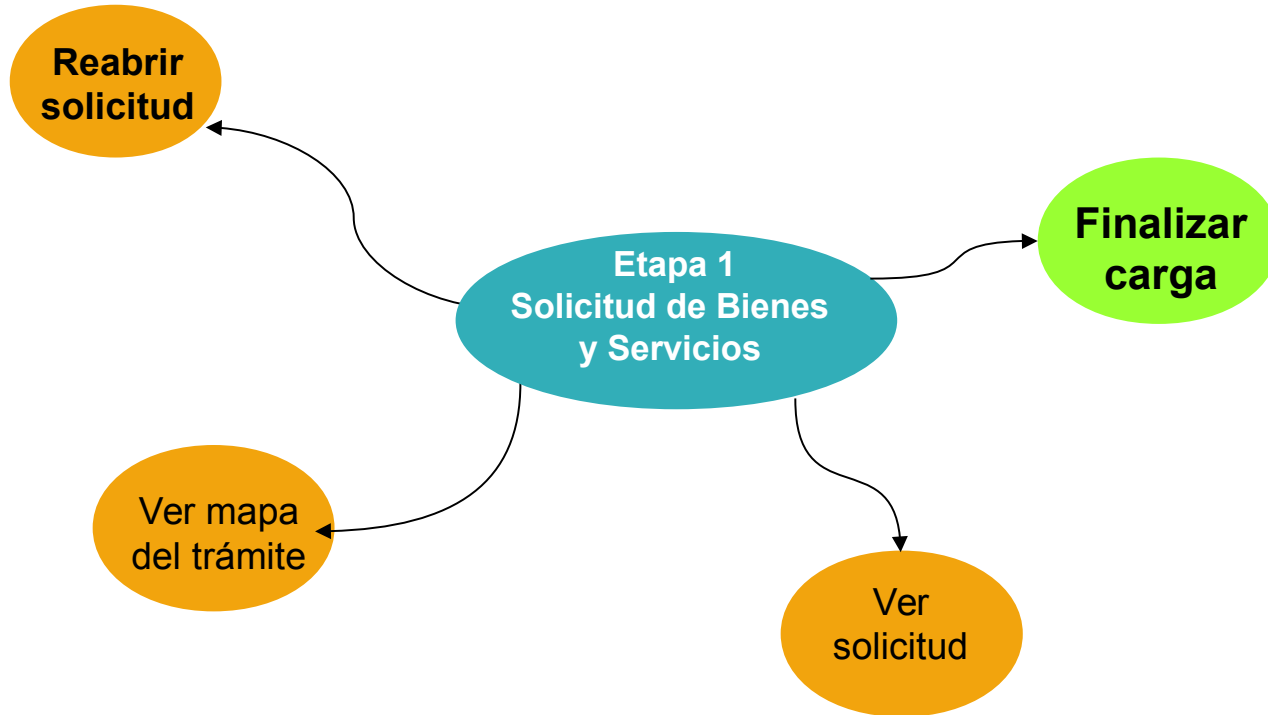 Reabrir
solicitud
Finalizar
carga
Etapa 1
Solicitud de Bienes
y Servicios
Ver mapa
del trámite
Ver
solicitud